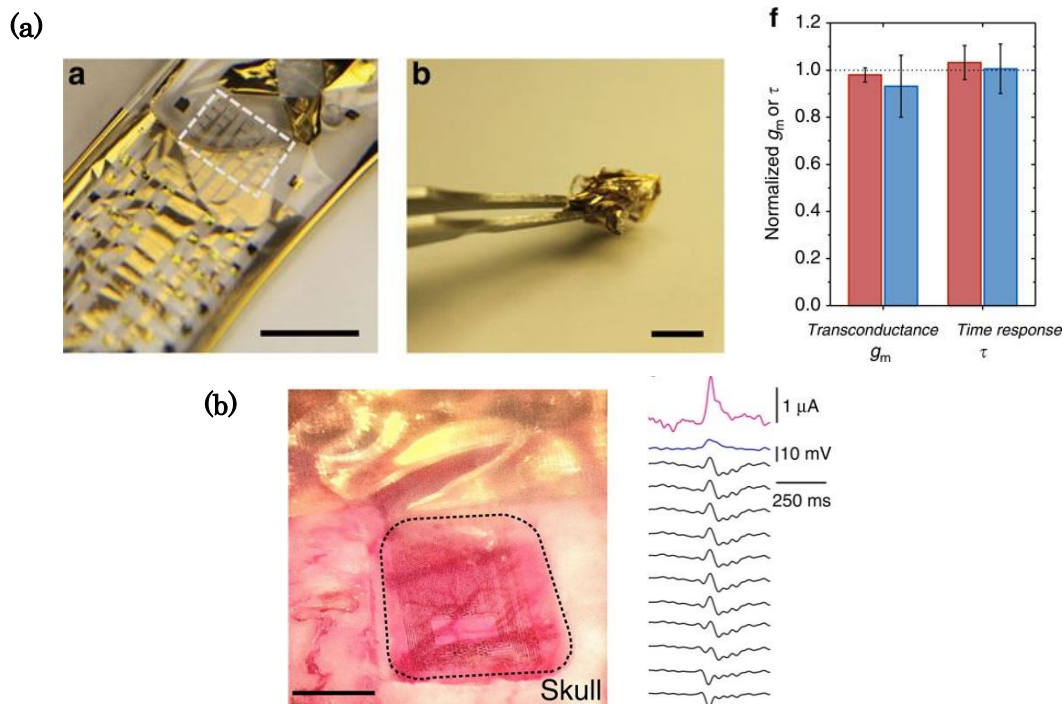 (a)
a
b
f
Normalized gm or τ
1.2
1.0
0.8
0.6
0.4
0.2
0.0
Transconductance
gm
Time response
τ
(b)
Skull
1 μA
10 mV
250 ms